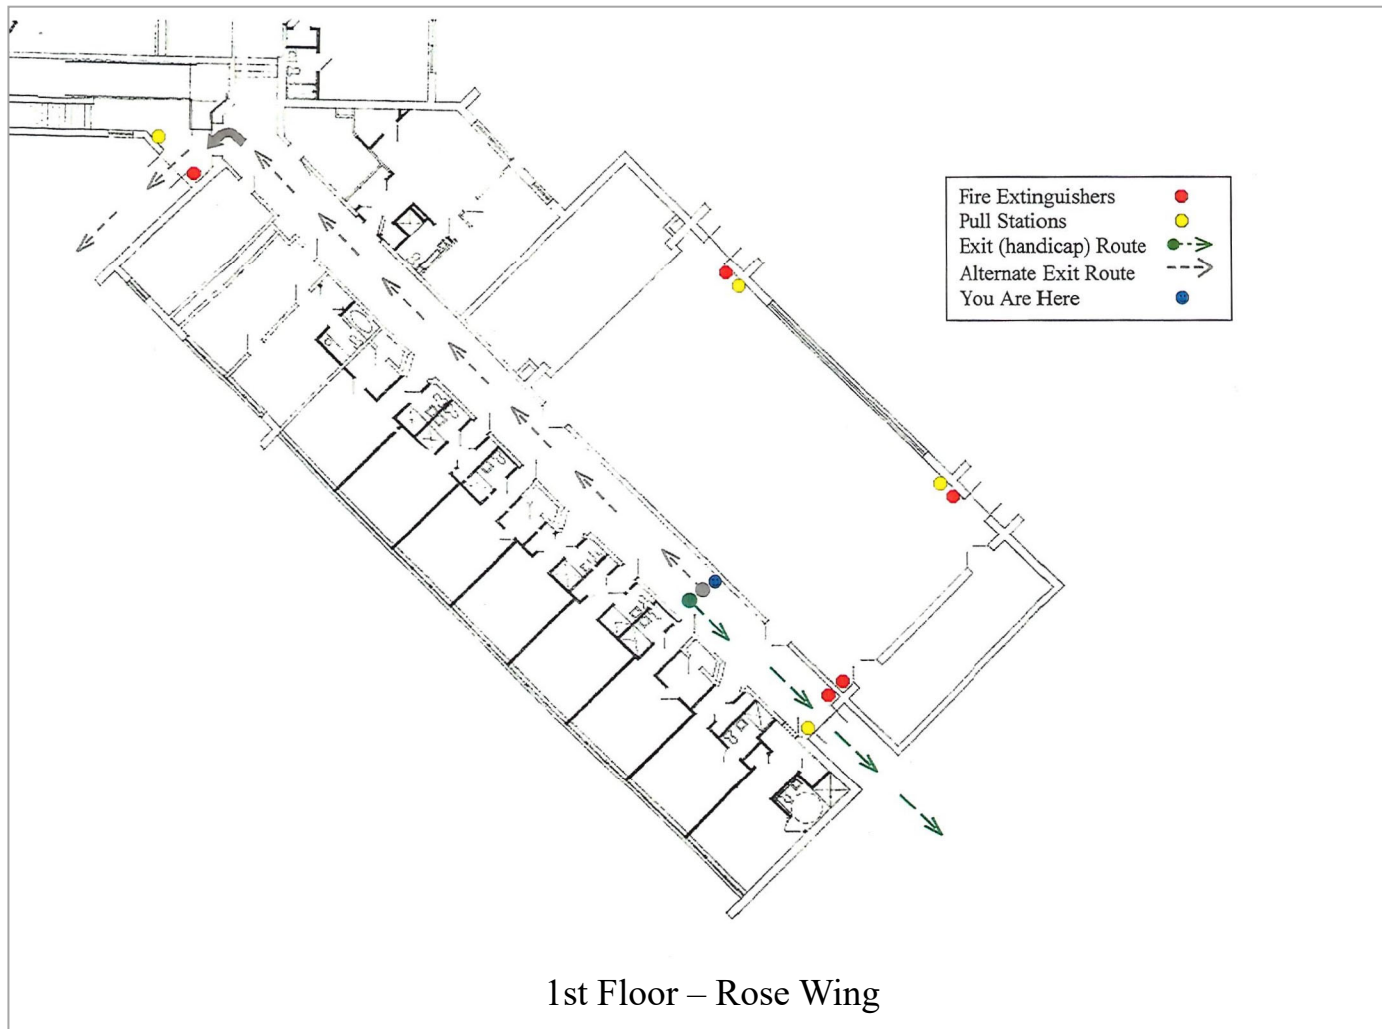 Fire Extinguishers
Pull Stations
Exit (handicap) Route
Alternate Exit Route
You Are Here
1st Floor – Rose Wing